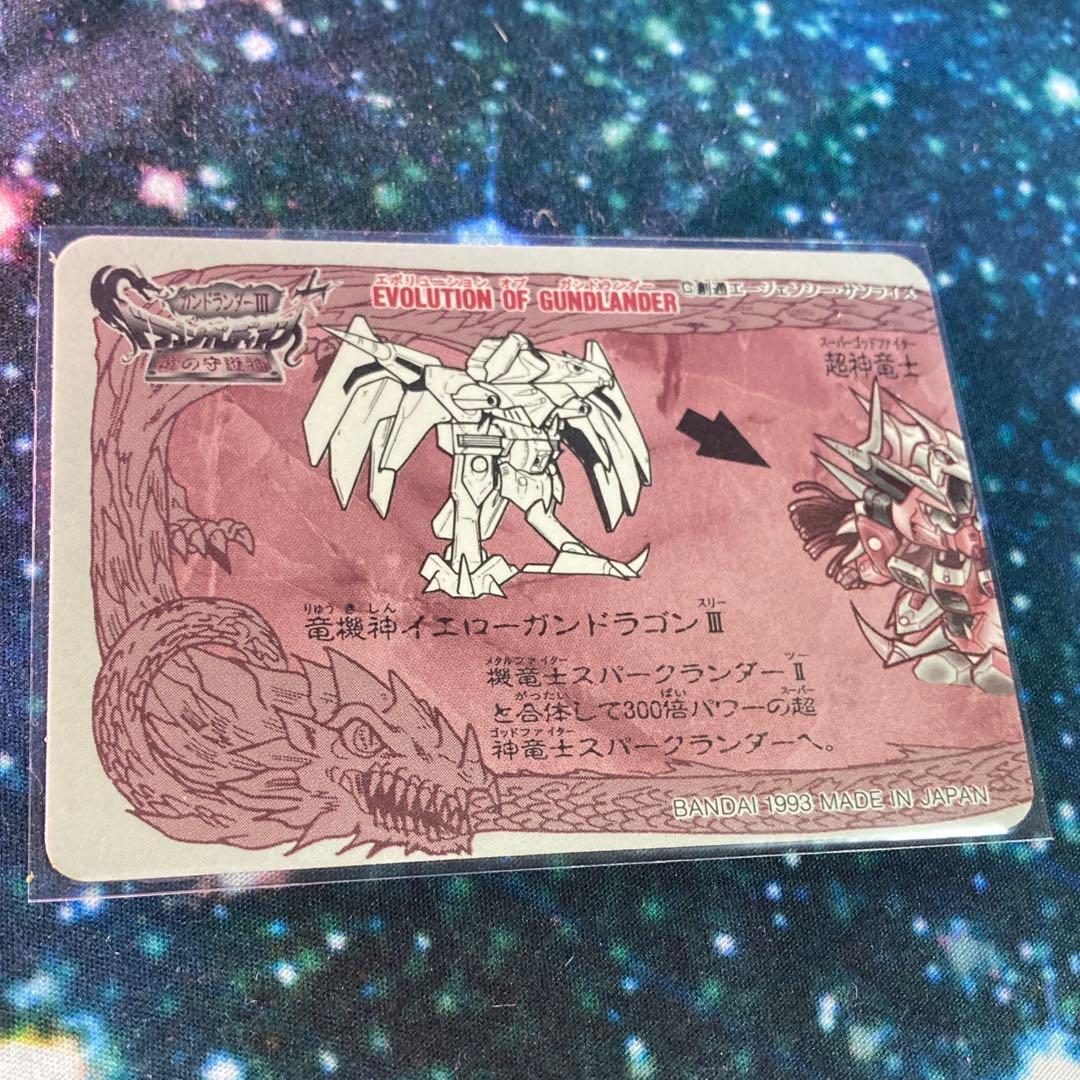 ガンドランダーIII
の守護神
エボリューション オブ ガンドランダー
EVOLUTION OF GUNDLANDER
©創通エージェンシー・サンライズ
スーパーゴッドファイター
超神竜士
りゅう き しん スリー
竜機神イエローガンドラゴンⅢ
メタルファイター ツー
機竜士スパークランダーⅡ
がったい ばい スーパー
と合体して300倍パワーの超
ゴッドファイター
神竜士スパークランダーへ。
BANDAI 1993 MADE IN JAPAN